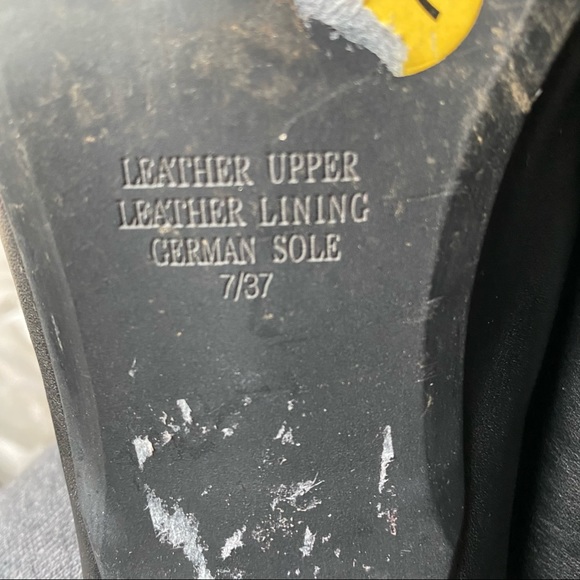 LEATHER UPPER
LEATHER LINING
GERMAN SOLE
7/37